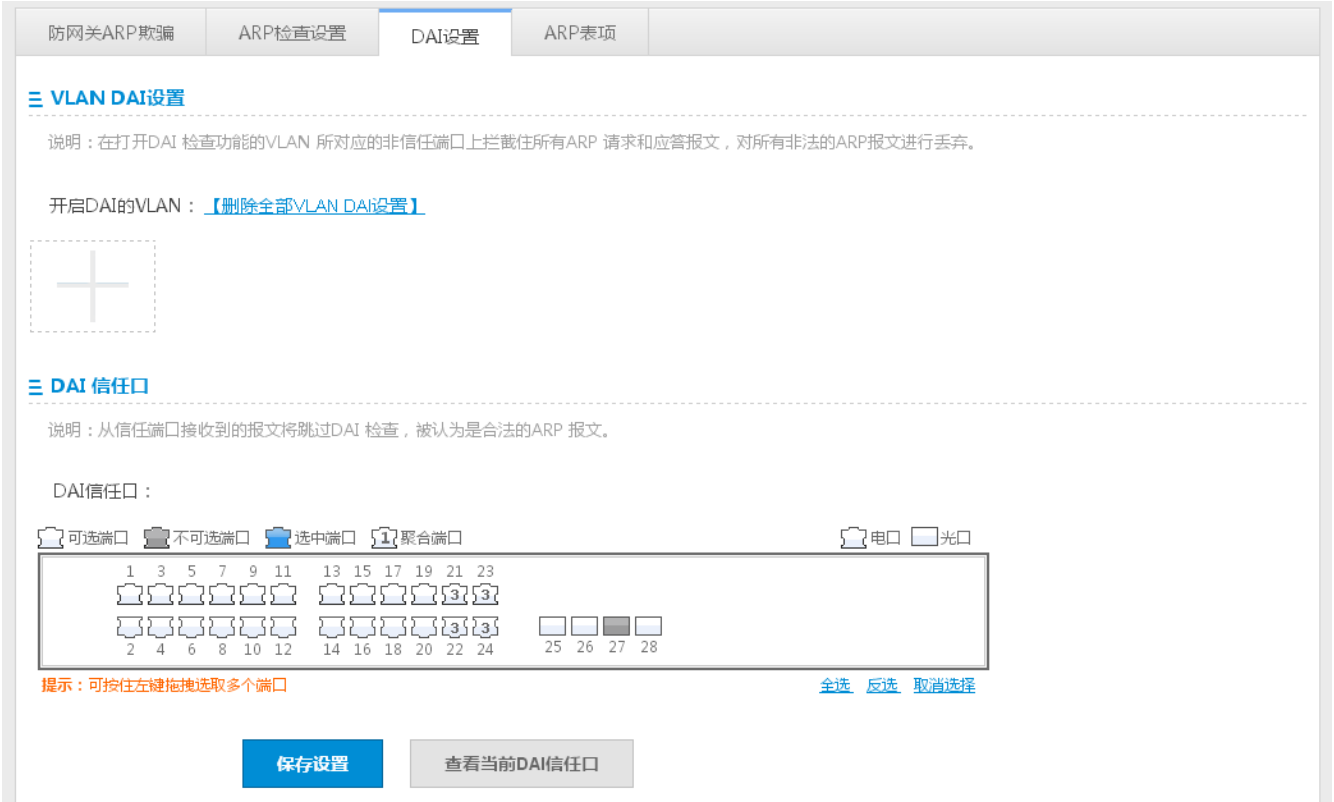 防网关ARP欺骗 ARP检查设置 DAI设置 ARP表项
VLAN DAI设置
说明：在打开DAI 检查功能的VLAN 所对应的非信任端口上拦截住所有ARP 请求和应答报文，对所有非法的ARP报文进行丢弃。
开启DAI的VLAN： 【删除全部VLAN DAI设置】
DAI 信任口
说明：从信任端口接收到的报文将跳过DAI 检查，被认为是合法的ARP 报文。
DAI信任口：
可选端口 不可选端口 选中端口 1 聚合端口 电口 光口
1 3 5 7 9 11 13 15 17 19 21 23
3 3
3 3
2 4 6 8 10 12 14 16 18 20 22 24 25 26 27 28
提示：可按住左键拖拽选取多个端口 全选 反选 取消选择
保存设置 查看当前DAI信任口